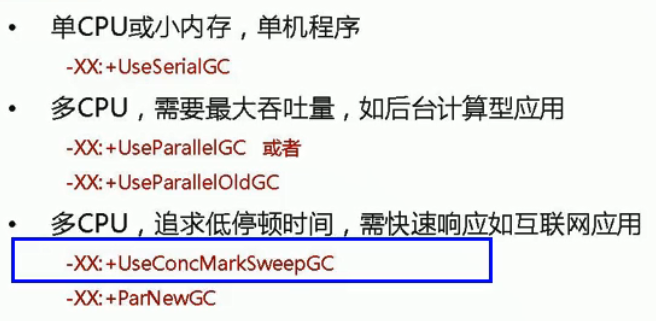 • 单CPU或小内存，单机程序
-XX:+UseSerialGC
• 多CPU，需要最大吞吐量，如后台计算型应用
-XX:+UseParallelGC 或者
-XX:+UseParallelOldGC
• 多CPU，追求低停顿时间，需快速响应如互联网应用
-XX:+UseConcMarkSweepGC
-XX:+ParNewGC